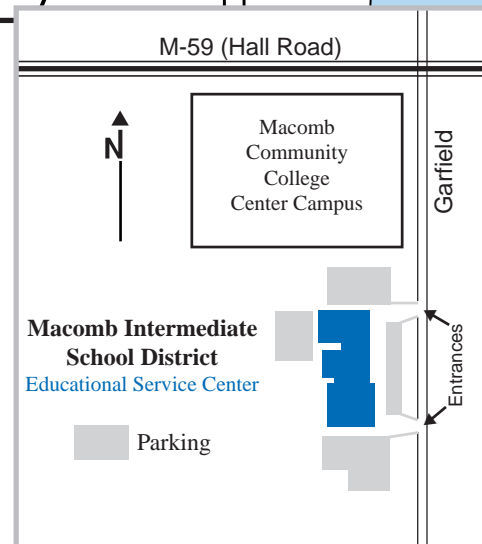 M-59 (Hall Road)
N
Macomb
Community
College
Center Campus
Garfield
Macomb Intermediate
School District
Educational Service Center
Entrances
Parking